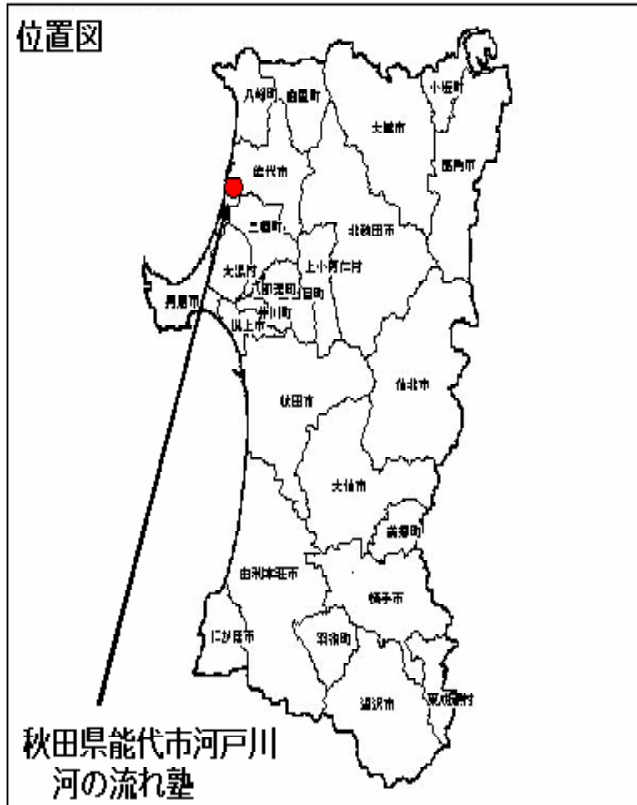 位置図
八峰町
小坂町
大館市
鹿角市
能代市
三種町
北秋田市
上小阿仁村
大潟村
八郎潟町
男鹿市
井川町
潟上市
仙北市
秋田市
大仙市
美郷町
由利本荘市
横手市
にかほ市
羽後町
湯沢市
東成瀬村
秋田県能代市河戸川
河の流れ塾